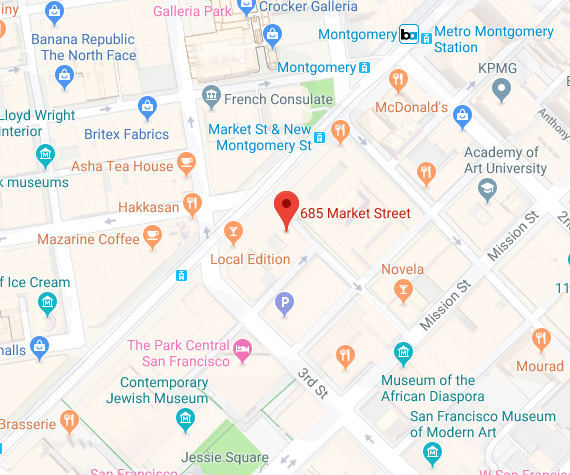 Galleria Park
Crocker Galleria
iny
Banana Republic
The North Face
Montgomery
ba
Metro Montgomery
Station
Montgomery
KPMG
French Consulate
McDonald's
Lloyd Wright
nterior
Britex Fabrics
Market St & New
Montgomery St
Anthony
Asha Tea House
k museums
Academy of
Art University
Hakkasan
685 Market Street
2nd
Mazarine Coffee
Mission St
Local Edition
of Ice Cream
Novela
P
11
Mission St
nalls
The Park Central
San Francisco
Mourad
Contemporary
Jewish Museum
3rd St
Museum of the
African Diaspora
Brasserie
San Francisco Museum
of Modern Art
Jessie Square
W San Francisco